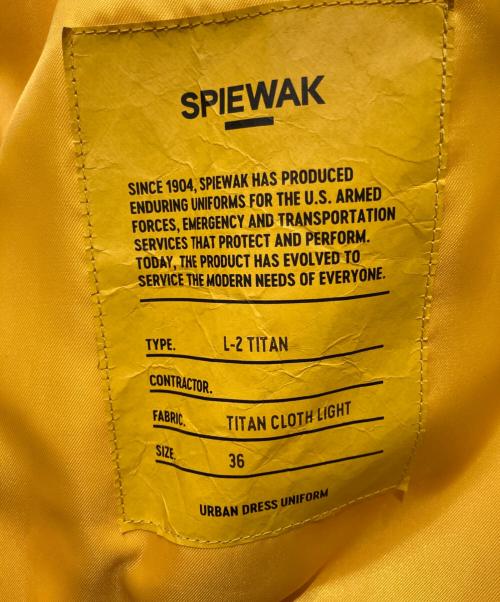 SPIEWAK
SINCE 1904, SPIEWAK HAS PRODUCED
ENDURING UNIFORMS FOR THE U.S. ARMED
FORCES, EMERGENCY AND TRANSPORTATION
SERVICES THAT PROTECT AND PERFORM.
TODAY, THE PRODUCT HAS EVOLVED TO
SERVICE THE MODERN NEEDS OF EVERYONE.
TYPE. L-2 TITAN
CONTRACTOR.
FABRIC. TITAN CLOTH LIGHT
SIZE. 36
URBAN DRESS UNIFORM